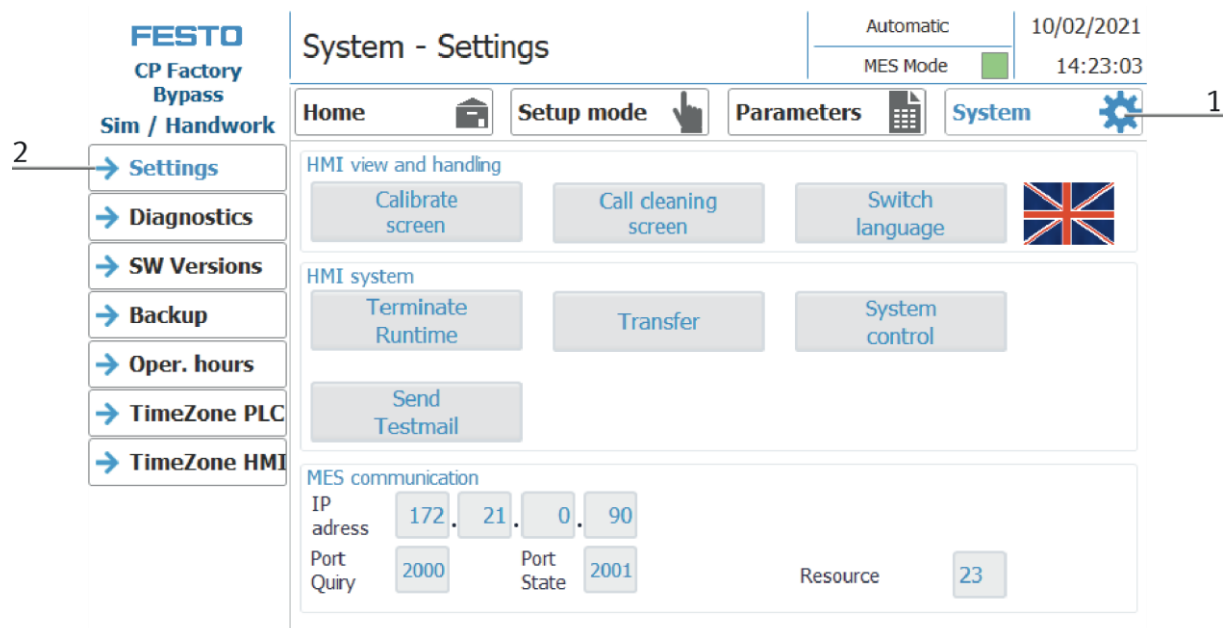 FESTO
CP Factory
Bypass
Sim / Handwork
System - Settings
Automatic
MES Mode
10/02/2021
14:23:03
Home
Setup mode
Parameters
System
1
2
Settings
Diagnostics
SW Versions
Backup
Oper. hours
TimeZone PLC
TimeZone HMI
HMI view and handling
Calibrate
screen
Call cleaning
screen
Switch
language
HMI system
Terminate
Runtime
Transfer
System
control
Send
Testmail
MES communication
IP
adress
172 . 21 . 0 . 90
Port
Quiry
2000
Port
State
2001
Resource
23